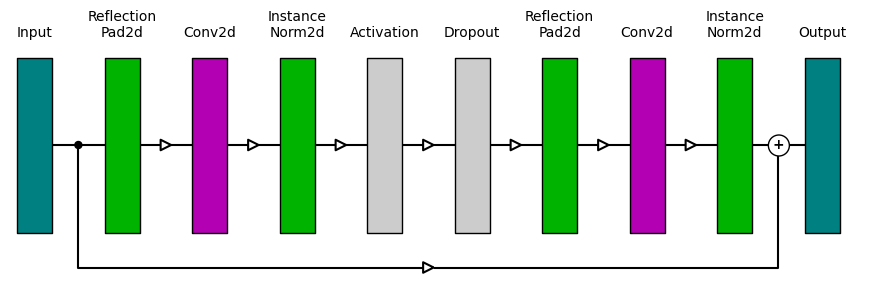 Input
Reflection
Pad2d
Conv2d
Instance
Norm2d
Activation
Dropout
Reflection
Pad2d
Conv2d
Instance
Norm2d
Output
+